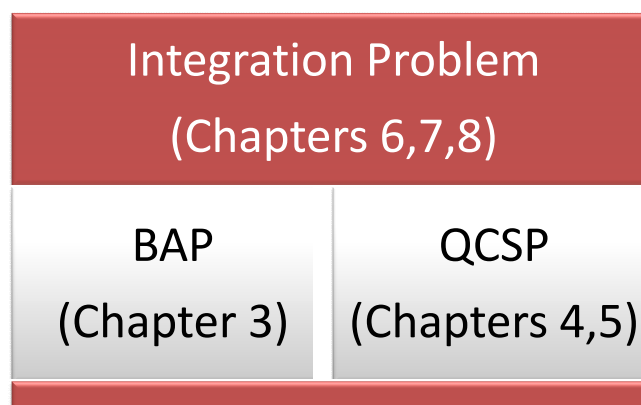 Integration Problem
(Chapters 6,7,8)
BAP
(Chapter 3)
QCSP
(Chapters 4,5)